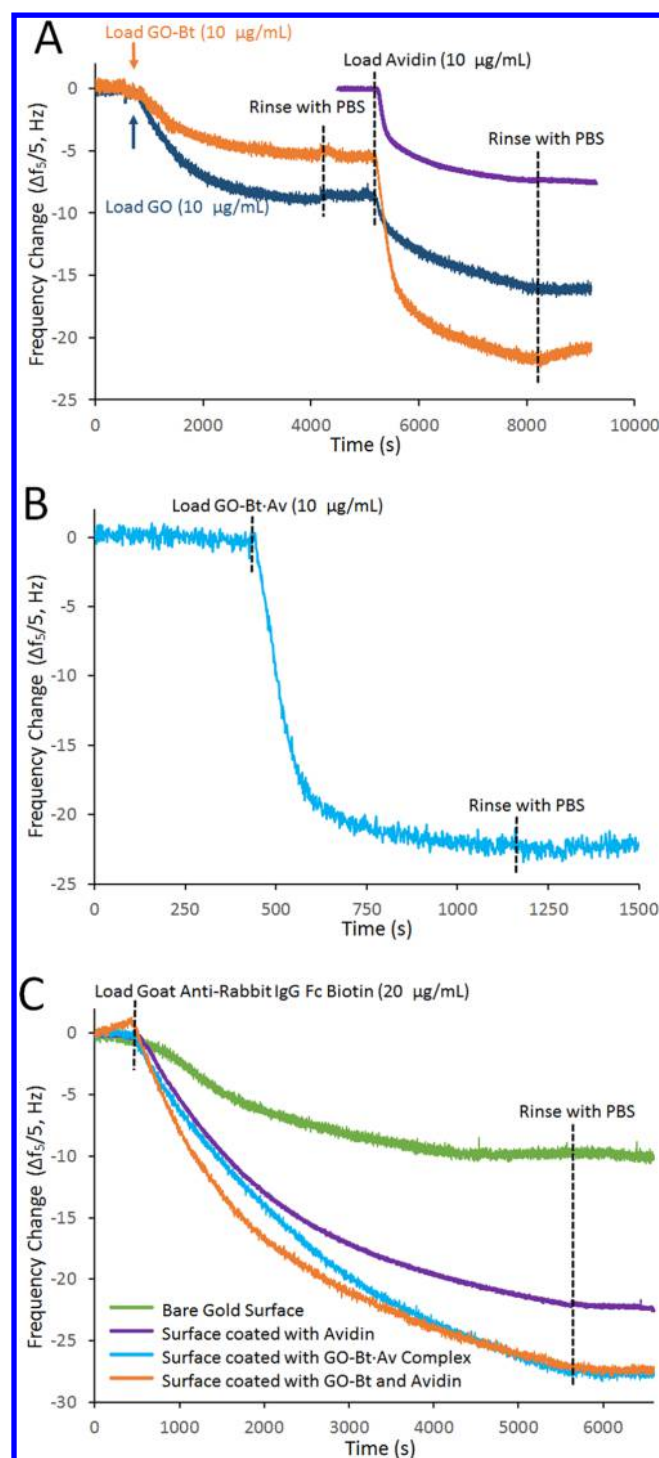 A
Load GO-Bt (10 µg/mL)
Load Avidin (10 µg/mL)
Rinse with PBS
Rinse with PBS
Load GO (10 µg/mL)
Frequency Change (Δf₅/5, Hz)
0
-5
-10
-15
-20
-25
0 2000 4000 6000 8000 10000
Time (s)
B
Load GO-Bt·Av (10 µg/mL)
Rinse with PBS
Frequency Change (Δf₅/5, Hz)
0
-5
-10
-15
-20
-25
0 250 500 750 1000 1250 1500
Time (s)
C
Load Goat Anti-Rabbit IgG Fc Biotin (20 µg/mL)
Rinse with PBS
Frequency Change (Δf₅/5, Hz)
0
-5
-10
-15
-20
-25
-30
Bare Gold Surface
Surface coated with Avidin
Surface coated with GO-Bt·Av Complex
Surface coated with GO-Bt and Avidin
0 1000 2000 3000 4000 5000 6000
Time (s)